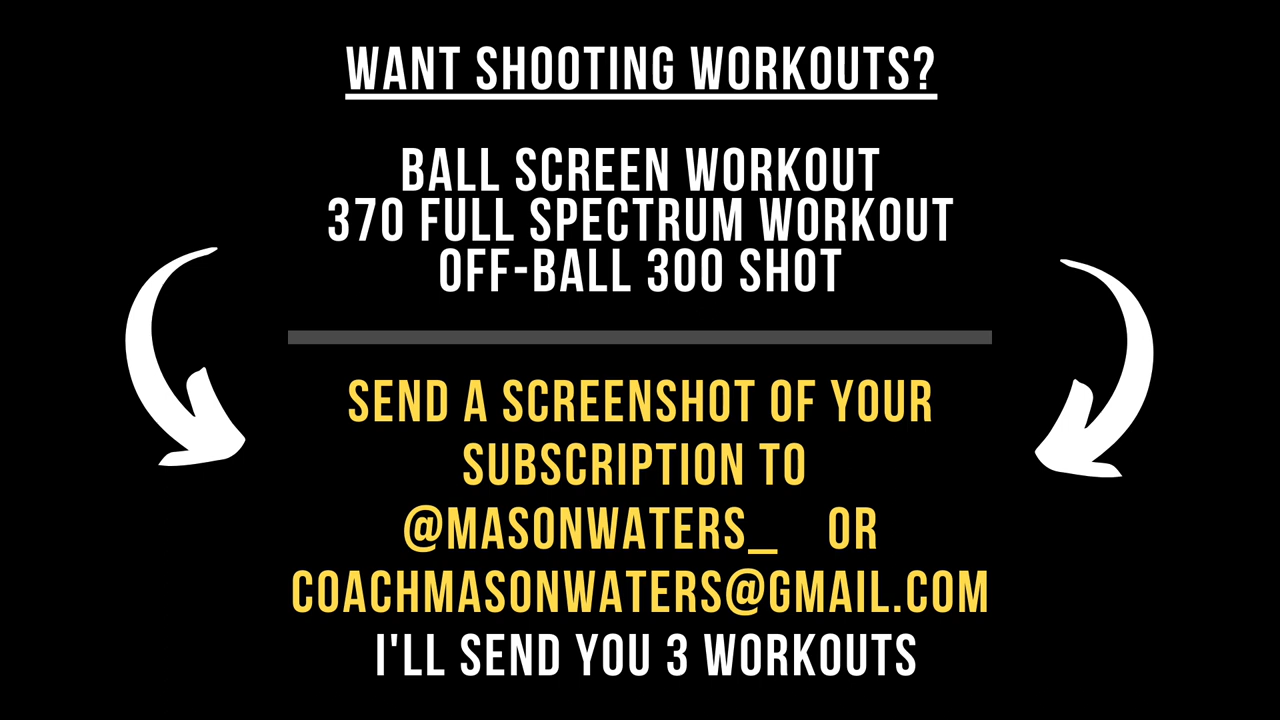 WANT SHOOTING WORKOUTS?
BALL SCREEN WORKOUT
370 FULL SPECTRUM WORKOUT
OFF-BALL 300 SHOT
SEND A SCREENSHOT OF YOUR
SUBSCRIPTION TO
@MASONWATERS_ OR
COACHMASONWATERS@GMAIL.COM
I'LL SEND YOU 3 WORKOUTS